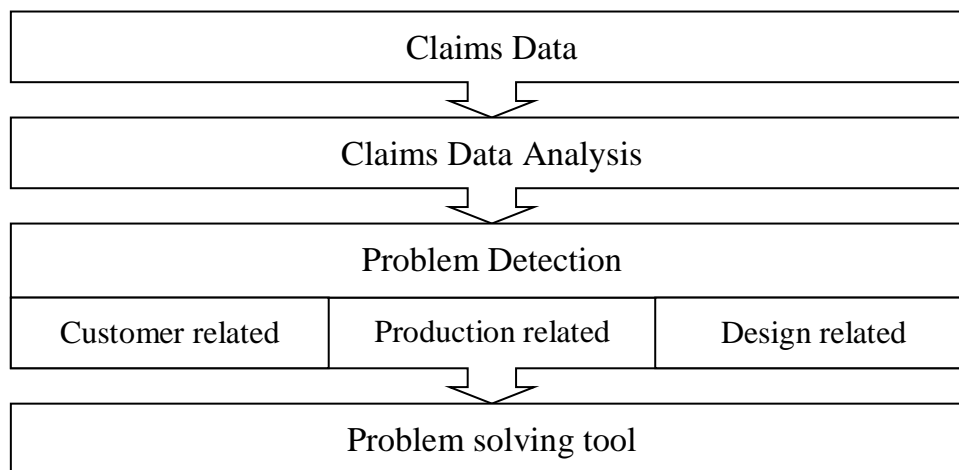 Claims Data
Claims Data Analysis
Problem Detection
Customer related
Production related
Design related
Problem solving tool